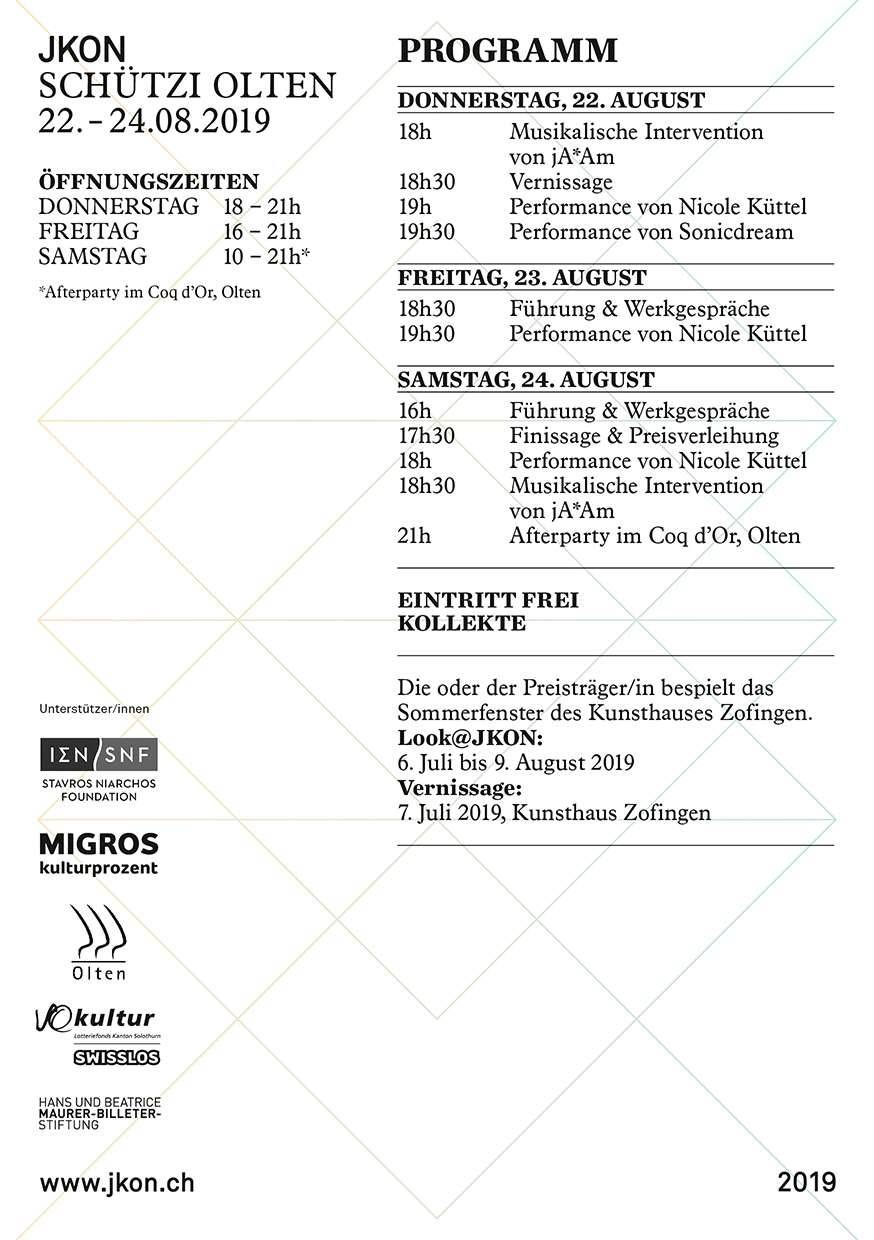 JKON
SCHÜTZI OLTEN
22. – 24.08.2019
ÖFFNUNGSZEITEN
DONNERSTAG 18 – 21h
FREITAG 16 – 21h
SAMSTAG 10 – 21h*
*Afterparty im Coq d’Or, Olten
PROGRAMM
DONNERSTAG, 22. AUGUST
18h Musikalische Intervention
von jA*Am
18h30 Vernissage
19h Performance von Nicole Küttel
19h30 Performance von Sonicdream
FREITAG, 23. AUGUST
18h30 Führung & Werkgespräche
19h30 Performance von Nicole Küttel
SAMSTAG, 24. AUGUST
16h Führung & Werkgespräche
17h30 Finissage & Preisverleihung
18h Performance von Nicole Küttel
18h30 Musikalische Intervention
von jA*Am
21h Afterparty im Coq d’Or, Olten
EINTRITT FREI
KOLLEKTE
Die oder der Preisträger/in bespielt das
Sommerfenster des Kunsthauses Zofingen.
Look@JKON:
6. Juli bis 9. August 2019
Vernissage:
7. Juli 2019, Kunsthaus Zofingen
Unterstützer/innen
ΙΣΝ/SNF
STAVROS NIARCHOS
FOUNDATION
MIGROS
kulturprozent
Olten
SOkultur
Lotteriefonds Kanton Solothurn
SWISSLOS
HANS UND BEATRICE
MAURER-BILLETER-
STIFTUNG
www.jkon.ch
2019